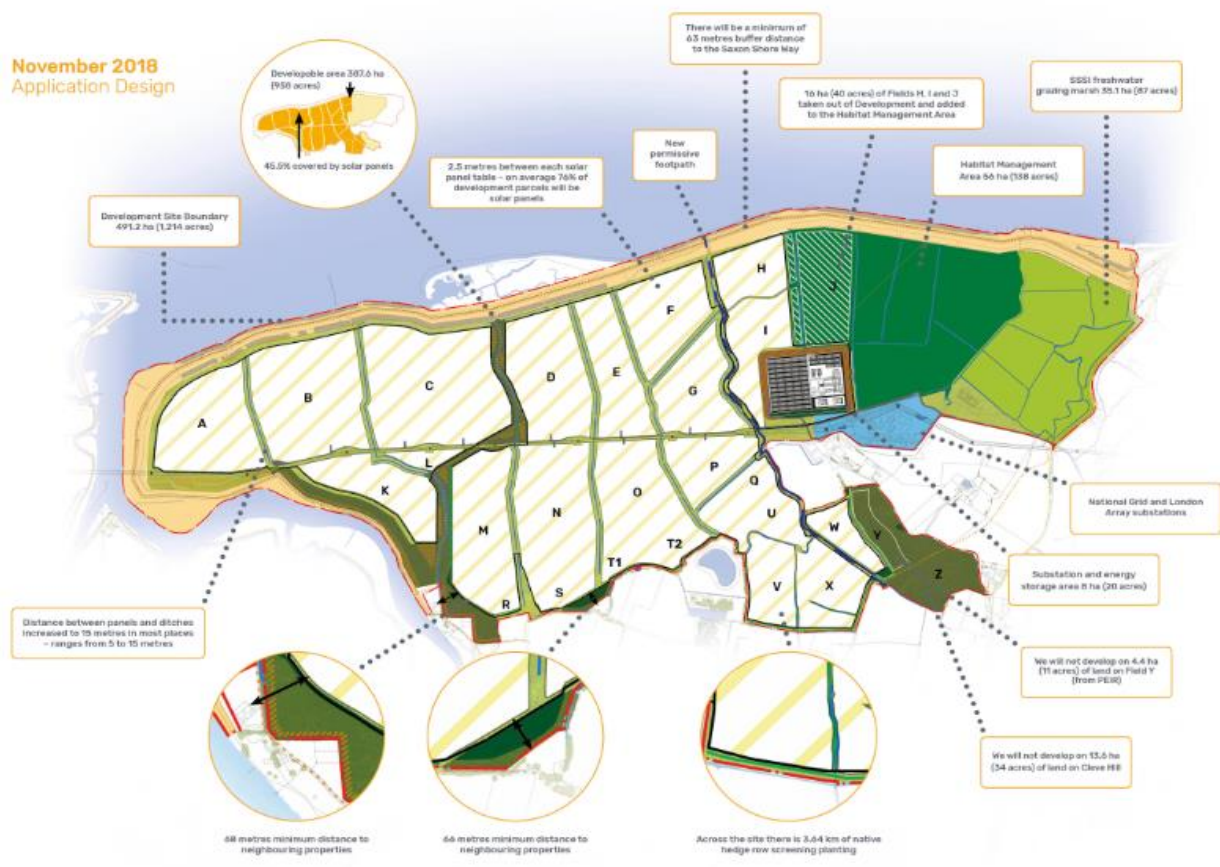 November 2018
Application Design
Developable area 387.6 ha
(958 acres)
45.5% covered by solar panels
There will be a minimum of
63 metres buffer distance
to the Saxon Shore Way
16 ha (40 acres) of Fields H, I and J
taken out of Development and added
to the Habitat Management Area
SSSI freshwater
grazing marsh 35.1 ha (87 acres)
New
permissive
footpath
2.5 metres between each solar
panel table - on average 76% of
development parcels will be
solar panels
Habitat Management
Area 56 ha (138 acres)
Development Site Boundary
491.2 ha (1,214 acres)
H
J
F
I
E
D
C
G
B
A
L
K
P
Q
O
N
M
U
W
Y
T2
T1
Z
V
X
S
R
National Grid and London
Array substations
Substation and energy
storage area 8 ha (20 acres)
Distance between panels and ditches
increased to 15 metres in most places
– ranges from 5 to 15 metres
We will not develop on 4.4 ha
(11 acres) of land on Field Y
(from PEIR)
We will not develop on 13.6 ha
(34 acres) of land on Cleve Hill
68 metres minimum distance to
neighbouring properties
66 metres minimum distance to
neighbouring properties
Across the site there is 3.64 km of native
hedge row screening planting